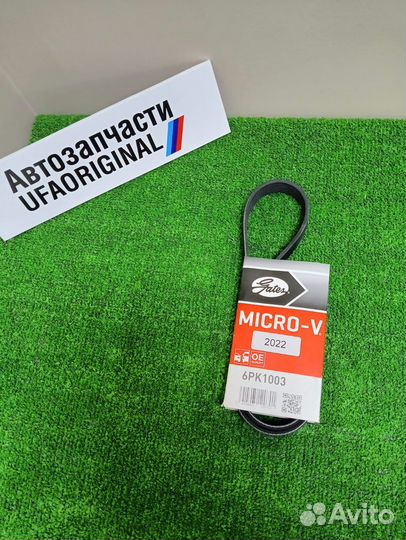 Автозапчасти
UFAORIGINAL
Gates
MICRO-V
2022
OE
6PK1003
Avito